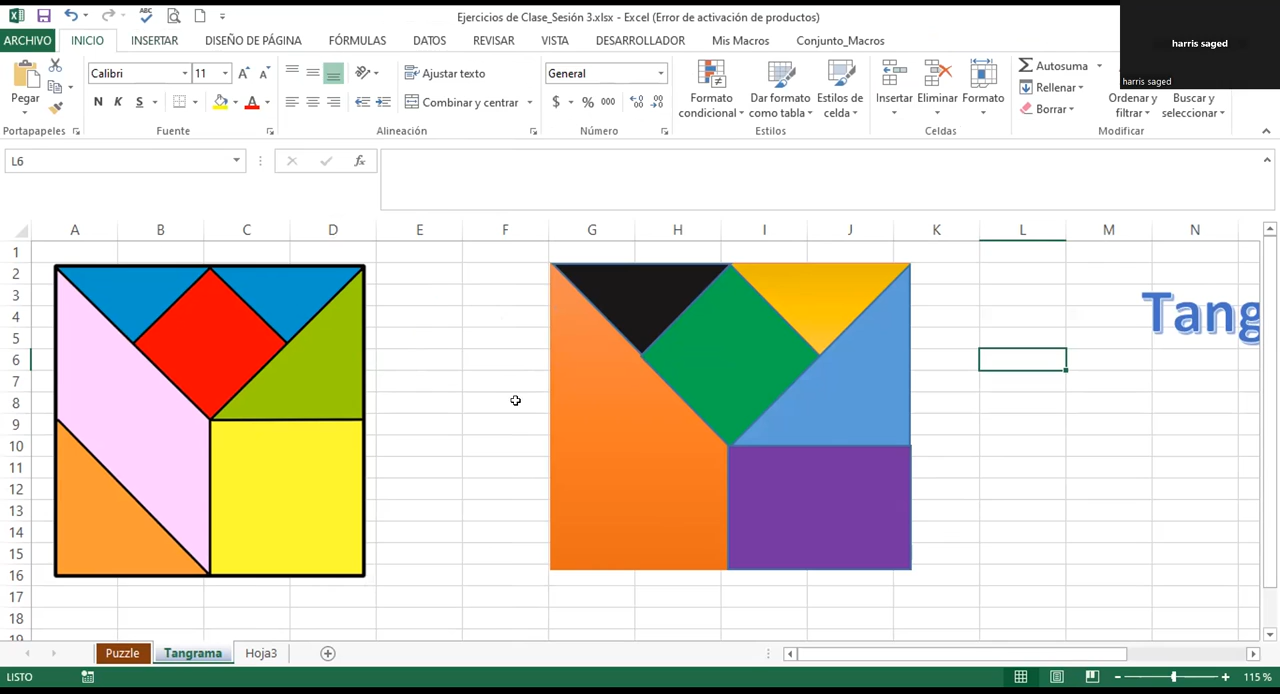 Ejercicios de Clase_Sesión 3.xlsx - Excel (Error de activación de productos)
harris saged
harris saged
ARCHIVO INICIO INSERTAR DISEÑO DE PÁGINA FÓRMULAS DATOS REVISAR VISTA DESARROLLADOR Mis Macros Conjunto_Macros
ABC
Pegar
Calibri 11
N K S
Ajustar texto
Combinar y centrar
General
$ % 000
Formato condicional
Dar formato como tabla
Estilos de celda
Insertar Eliminar Formato
Autosuma
Rellenar
Borrar
Ordenar y filtrar
Buscar y seleccionar
Portapapeles Fuente Alineación Número Estilos Celdas Modificar
L6
fx
A B C D E F G H I J K L M N
1
2
3
4
5
6
7
8
9
10
11
12
13
14
15
16
17
18
19
Tang
Puzzle Tangrama Hoja3
LISTO
115 %